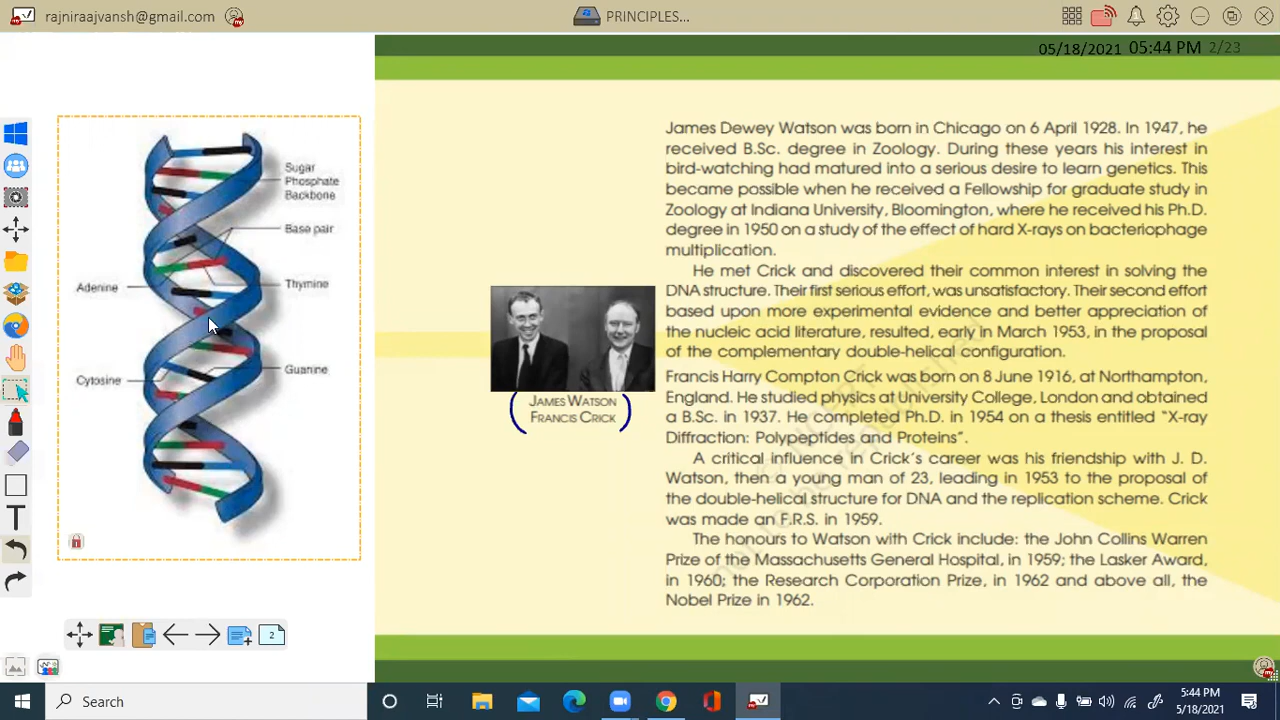 rajniraajvansh@gmail.com
PRINCIPLES...
05/18/2021 05:44 PM 2/23
Sugar
Phosphate
Backbone
Base pair
Adenine
Thymine
Cytosine
Guanine
JAMES WATSON
FRANCIS CRICK
James Dewey Watson was born in Chicago on 6 April 1928. In 1947, he
received B.Sc. degree in Zoology. During these years his interest in
bird-watching had matured into a serious desire to learn genetics. This
became possible when he received a Fellowship for graduate study in
Zoology at Indiana University, Bloomington, where he received his Ph.D.
degree in 1950 on a study of the effect of hard X-rays on bacteriophage
multiplication.
He met Crick and discovered their common interest in solving the
DNA structure. Their first serious effort, was unsatisfactory. Their second effort
based upon more experimental evidence and better appreciation of
the nucleic acid literature, resulted, early in March 1953, in the proposal
of the complementary double-helical configuration.
Francis Harry Compton Crick was born on 8 June 1916, at Northampton,
England. He studied physics at University College, London and obtained
a B.Sc. in 1937. He completed Ph.D. in 1954 on a thesis entitled “X-ray
Diffraction: Polypeptides and Proteins”.
A critical influence in Crick’s career was his friendship with J. D.
Watson, then a young man of 23, leading in 1953 to the proposal of
the double-helical structure for DNA and the replication scheme. Crick
was made an F.R.S. in 1959.
The honours to Watson with Crick include: the John Collins Warren
Prize of the Massachusetts General Hospital, in 1959; the Lasker Award,
in 1960; the Research Corporation Prize, in 1962 and above all, the
Nobel Prize in 1962.
T
2
Search
5:44 PM
5/18/2021